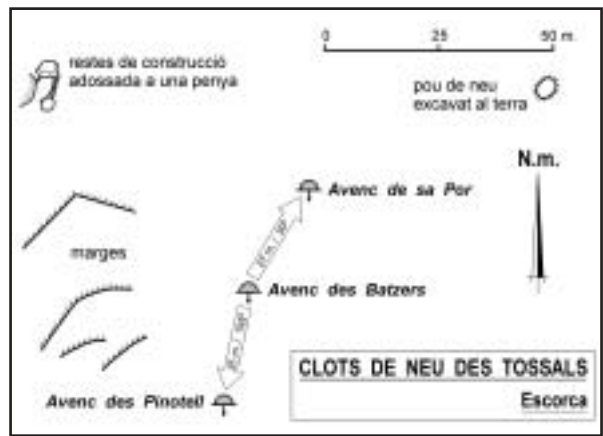 restes de construcció
adossada a una penya
0 25 50 m.
pou de neu
excavat al terra
N.m.
Avenc de sa Por
marges
Avenc des Batzers
Avenc des Pinotell
CLOTS DE NEU DES TOSSALS
Escorca